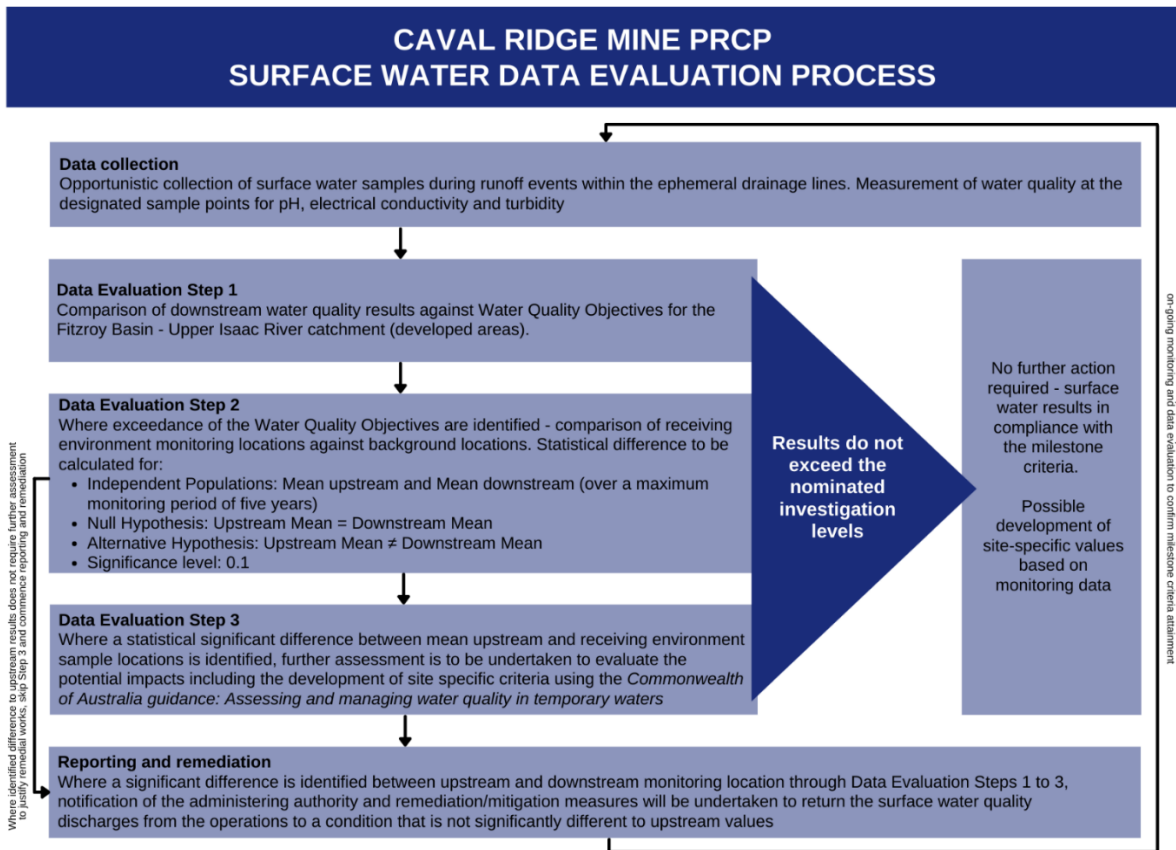 CAVAL RIDGE MINE PRCP
SURFACE WATER DATA EVALUATION PROCESS
Data collection
Opportunistic collection of surface water samples during runoff events within the ephemeral drainage lines. Measurement of water quality at the
designated sample points for pH, electrical conductivity and turbidity
Data Evaluation Step 1
Comparison of downstream water quality results against Water Quality Objectives for the
Fitzroy Basin - Upper Isaac River catchment (developed areas).
Data Evaluation Step 2
Where exceedance of the Water Quality Objectives are identified - comparison of receiving
environment monitoring locations against background locations. Statistical difference to be
calculated for:
• Independent Populations: Mean upstream and Mean downstream (over a maximum
monitoring period of five years)
• Null Hypothesis: Upstream Mean = Downstream Mean
• Alternative Hypothesis: Upstream Mean ≠ Downstream Mean
• Significance level: 0.1
Data Evaluation Step 3
Where a statistical significant difference between mean upstream and receiving environment
sample locations is identified, further assessment is to be undertaken to evaluate the
potential impacts including the development of site specific criteria using the Commonwealth
of Australia guidance: Assessing and managing water quality in temporary waters
Results do not
exceed the
nominated
investigation
levels
No further action
required - surface
water results in
compliance with
the milestone
criteria.
Possible
development of
site-specific values
based on
monitoring data
Reporting and remediation
Where a significant difference is identified between upstream and downstream monitoring location through Data Evaluation Steps 1 to 3,
notification of the administering authority and remediation/mitigation measures will be undertaken to return the surface water quality
discharges from the operations to a condition that is not significantly different to upstream values
Where identified difference to upstream results does not require further assessment
to justify remedial works, skip Step 3 and commence reporting and remediation
on-going monitoring and data evaluation to confirm milestone criteria attainment